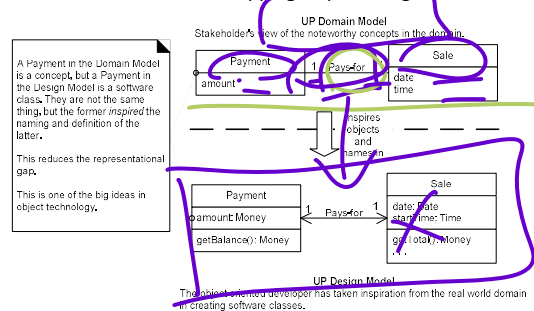 UP Domain Model
Stakeholder's view of the noteworthy concepts in the domain.
A Payment in the Domain Model
is a concept, but a Payment in
the Design Model is a software
class. They are not the same
thing, but the former inspired the
naming and definition of the
latter.
This reduces the representational
gap.
This is one of the big ideas in
object technology.
Payment
amount
1
Pays-for
1
Sale
date
time
inspires
objects
and
names in
Payment
amount: Money
getBalance(): Money
1
Pays-for
1
Sale
date: Date
startTime: Time
getTotal(): Money
. . .
UP Design Model
The object-oriented developer has taken inspiration from the real world domain
in creating software classes.